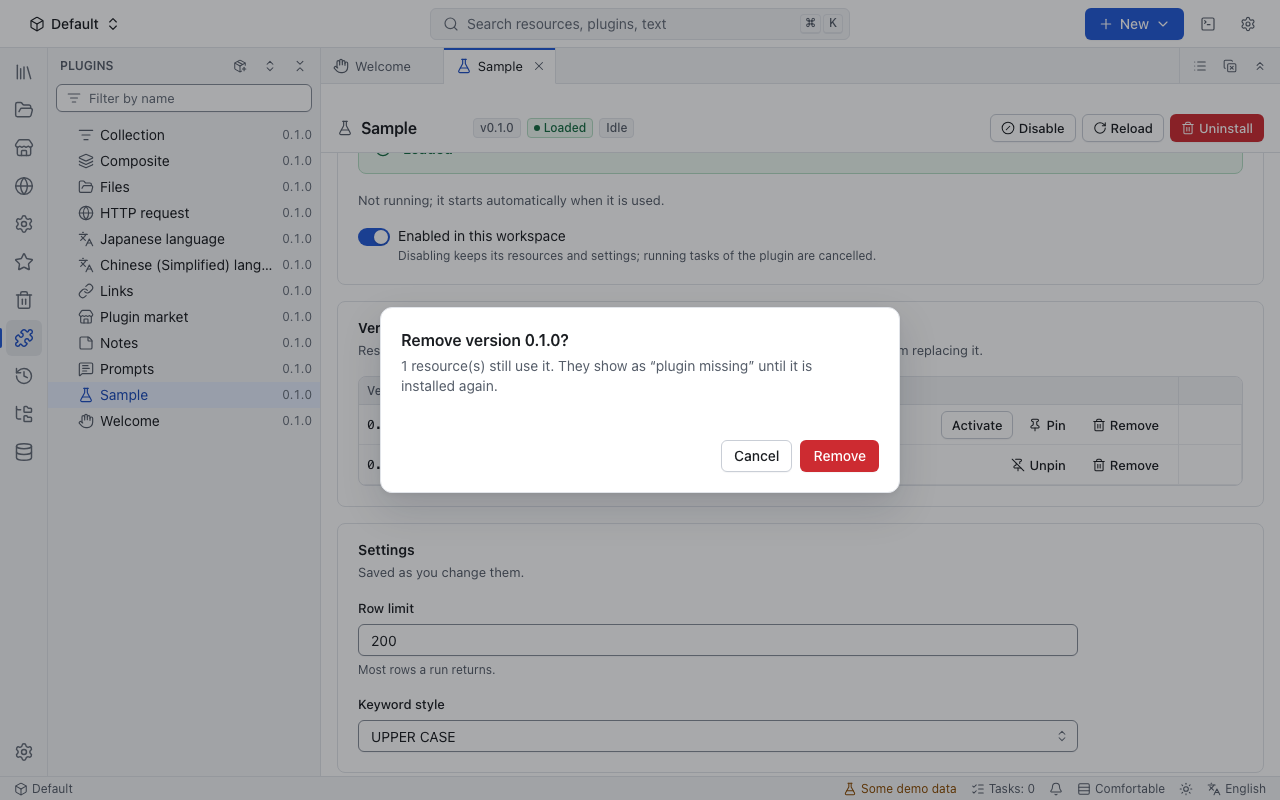 Default
Search resources, plugins, text
⌘ K
New
PLUGINS
Welcome
Sample
Filter by name
Collection 0.1.0
Composite 0.1.0
Files 0.1.0
HTTP request 0.1.0
Japanese language 0.1.0
Chinese (Simplified) lang... 0.1.0
Links 0.1.0
Plugin market 0.1.0
Notes 0.1.0
Prompts 0.1.0
Sample 0.1.0
Welcome 0.1.0
Sample v0.1.0 Loaded Idle
Disable Reload Uninstall
Not running; it starts automatically when it is used.
Enabled in this workspace
Disabling keeps its resources and settings; running tasks of the plugin are cancelled.
replacing it.
Activate Pin Remove
Unpin Remove
Remove version 0.1.0?
1 resource(s) still use it. They show as “plugin missing” until it is
installed again.
Cancel Remove
Settings
Saved as you change them.
Row limit
200
Most rows a run returns.
Keyword style
UPPER CASE
Default
Some demo data Tasks: 0 Comfortable English